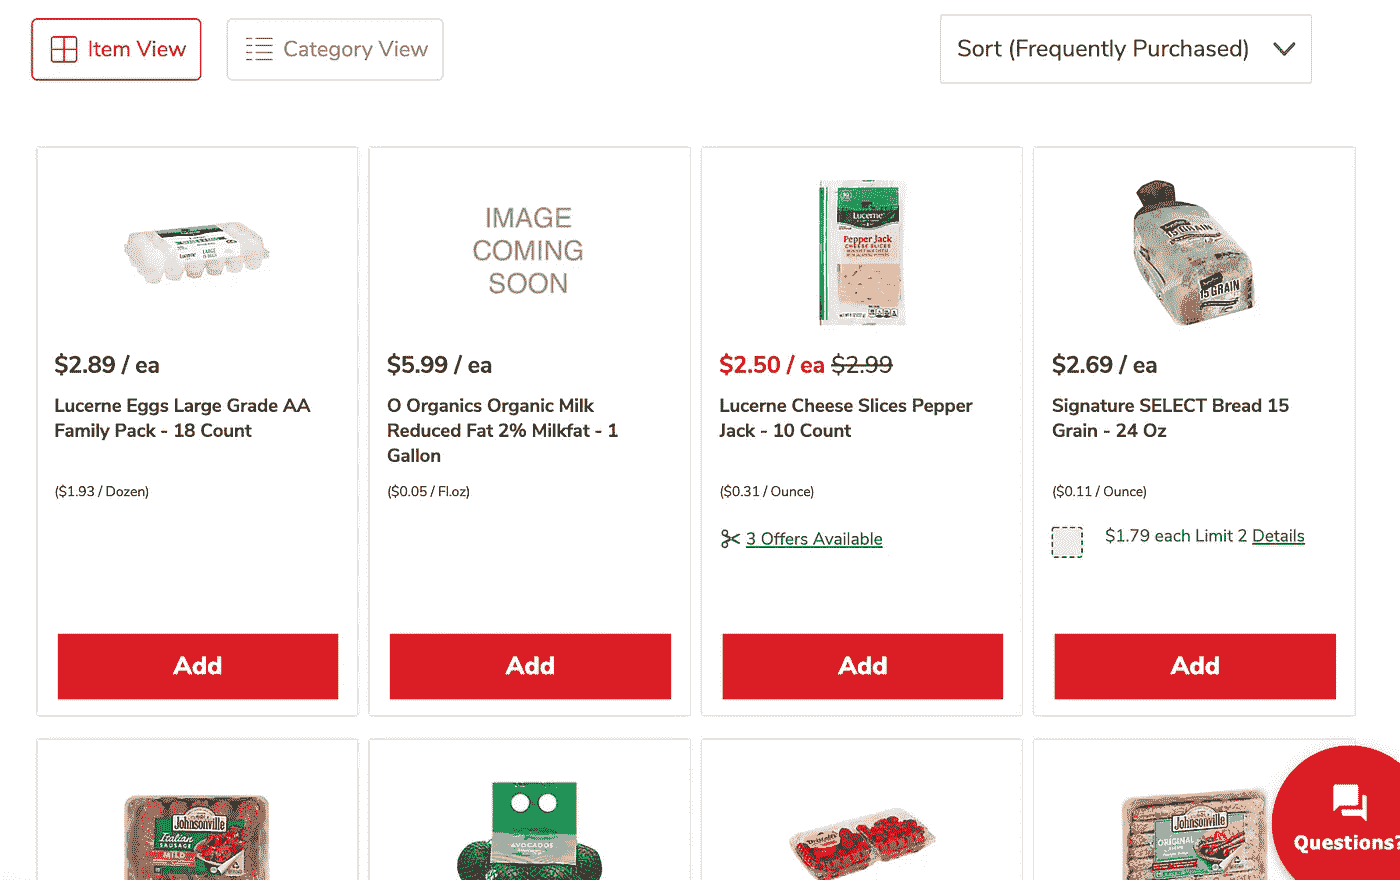 Item View
Category View
Sort (Frequently Purchased)
IMAGE
COMING
SOON
Lucerne
Pepper Jack
CHEESE SLICES
15 GRAIN
15 GRAIN
$2.89 / ea
$5.99 / ea
$2.50 / ea $2.99
$2.69 / ea
Lucerne Eggs Large Grade AA
Family Pack - 18 Count
O Organics Organic Milk
Reduced Fat 2% Milkfat - 1
Gallon
Lucerne Cheese Slices Pepper
Jack - 10 Count
Signature SELECT Bread 15
Grain - 24 Oz
($1.93 / Dozen)
($0.05 / Fl.oz)
($0.31 / Ounce)
($0.11 / Ounce)
3 Offers Available
$1.79 each Limit 2 Details
Add
Add
Add
Add
Johnsonville
Italian
SAUSAGE
MILD
AVOCADOS
Johnsonville
ORIGINAL
Questions?